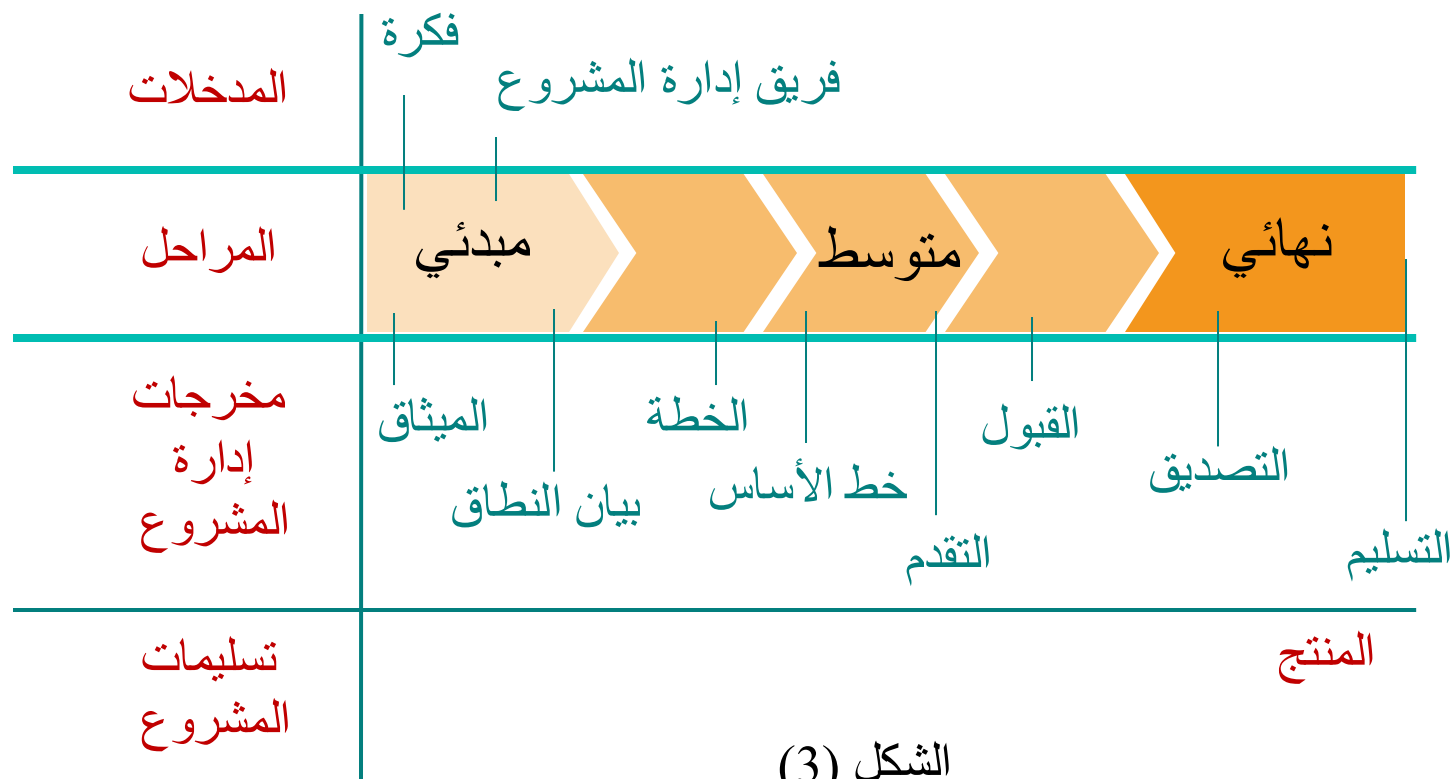 المدخلات
فكرة
فريق إدارة المشروع
المراحل
مبدئي
متوسط
نهائي
مخرجات
إدارة
المشروع
الميثاق
بيان النطاق
الخطة
خط الأساس
التقدم
القبول
التصديق
التسليم
تسليمات
المشروع
المنتج
الشكل (3)